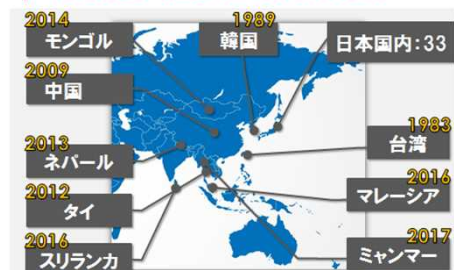 2014
モンゴル
1989
韓国
日本国内:33
2009
中国
1983
台湾
2013
ネパール
2016
マレーシア
2012
タイ
2017
ミャンマー
2016
スリランカ